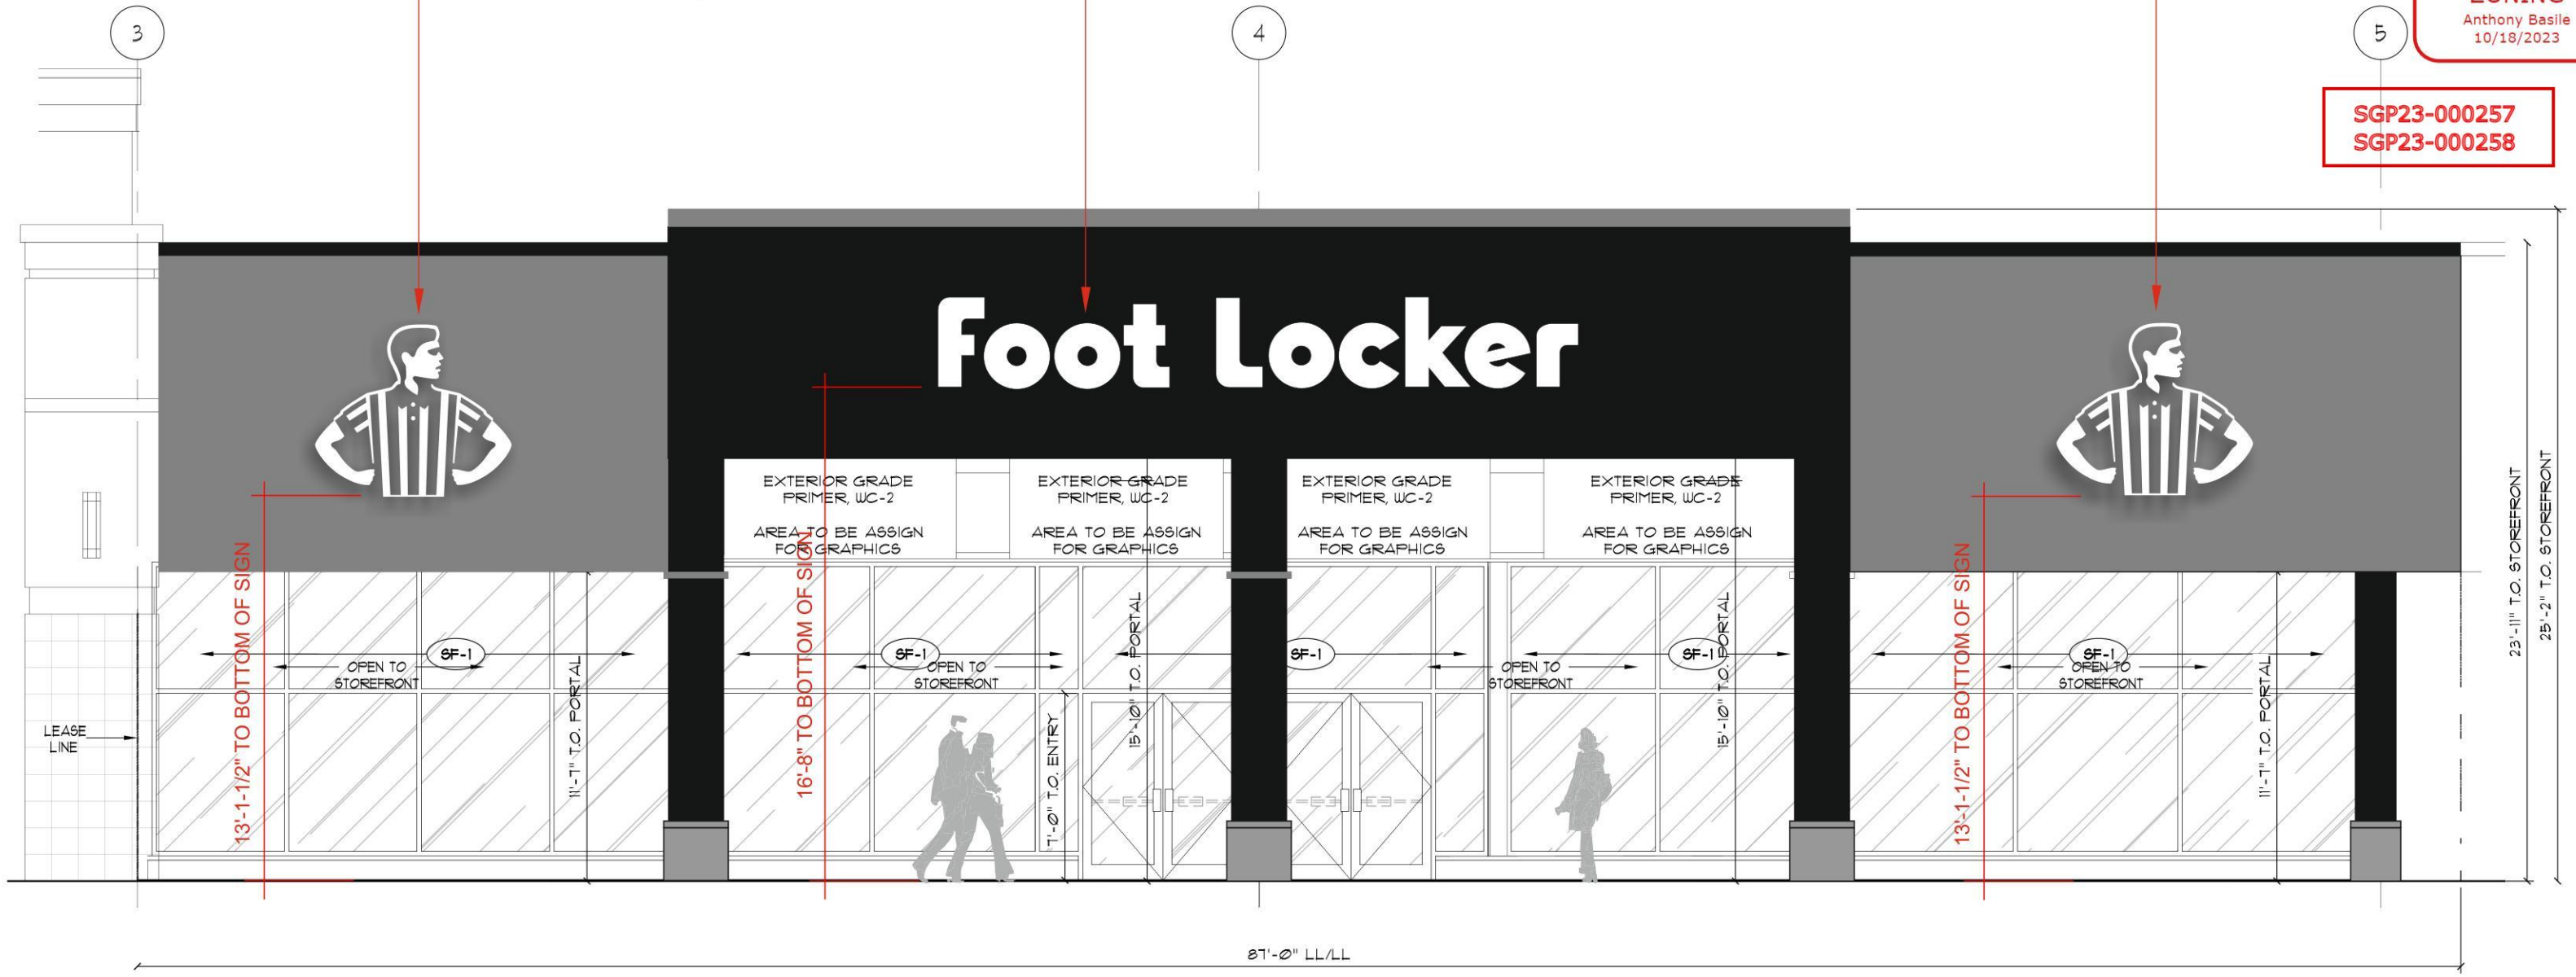 3
4
5
ZONING
Anthony Basile
10/18/2023
SGP23-000257
SGP23-000258
Foot Locker
EXTERIOR GRADE
PRIMER, WC-2
AREA TO BE ASSIGN
FOR GRAPHICS
EXTERIOR GRADE
PRIMER, WC-2
AREA TO BE ASSIGN
FOR GRAPHICS
EXTERIOR GRADE
PRIMER, WC-2
AREA TO BE ASSIGN
FOR GRAPHICS
EXTERIOR GRADE
PRIMER, WC-2
AREA TO BE ASSIGN
FOR GRAPHICS
LEASE
LINE
13'-1-1/2" TO BOTTOM OF SIGN
SF-1
OPEN TO
STOREFRONT
11'-7" T.O. PORTAL
16'-8" TO BOTTOM OF SIGN
SF-1
OPEN TO
STOREFRONT
7'-0" T.O. ENTRY
15'-10" T.O. PORTAL
SF-1
OPEN TO
STOREFRONT
SF-1
15'-10" T.O. PORTAL
13'-1-1/2" TO BOTTOM OF SIGN
SF-1
OPEN TO
STOREFRONT
11'-7" T.O. PORTAL
23'-11" T.O. STOREFRONT
25'-2" T.O. STOREFRONT
87'-0" LL/LL